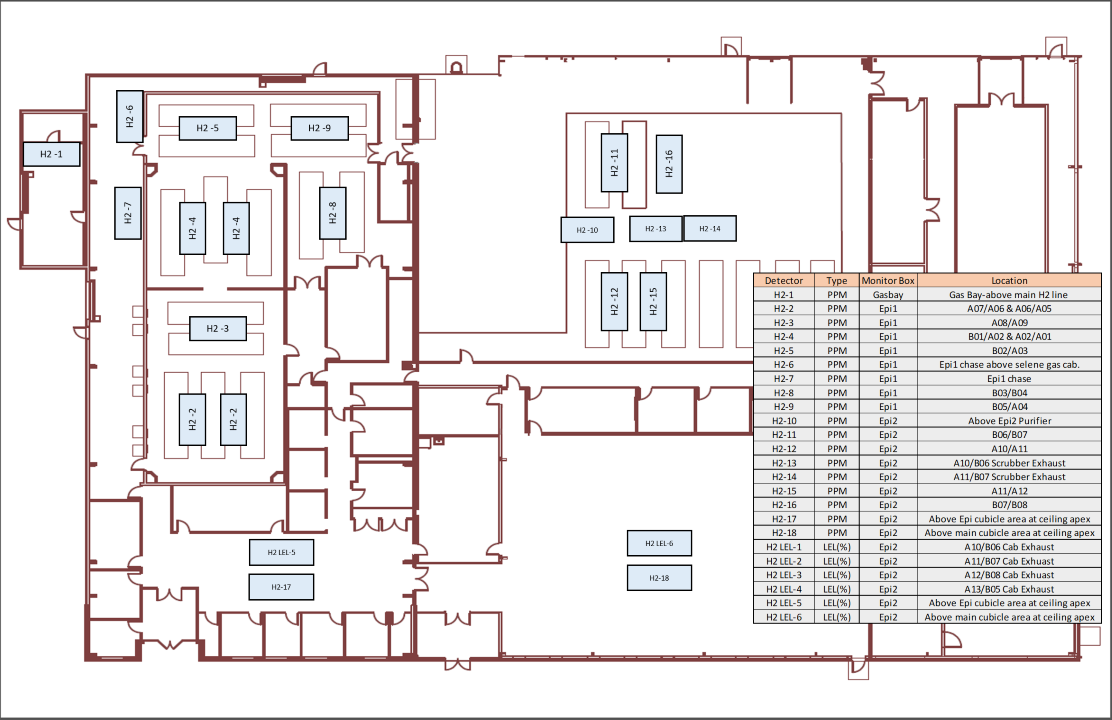 H2 -6
H2 -5
H2 -9
H2 -1
H2 -11
H2 -16
H2 -7
H2 -4
H2 -4
H2 -8
H2 -10
H2 -13
H2 -14
H2 -12
H2 -15
H2 -3
H2 -2
H2 -2
H2 LEL-5
H2-17
H2 LEL-6
H2-18
Detector Type Monitor Box Location
H2-1 PPM Gasbay Gas Bay-above main H2 line
H2-2 PPM Epi1 A07/A06 & A06/A05
H2-3 PPM Epi1 A08/A09
H2-4 PPM Epi1 B01/A02 & A02/A01
H2-5 PPM Epi1 B02/A03
H2-6 PPM Epi1 Epi1 chase above selene gas cab.
H2-7 PPM Epi1 Epi1 chase
H2-8 PPM Epi1 B03/B04
H2-9 PPM Epi1 B05/A04
H2-10 PPM Epi2 Above Epi2 Purifier
H2-11 PPM Epi2 B06/B07
H2-12 PPM Epi2 A10/A11
H2-13 PPM Epi2 A10/B06 Scrubber Exhaust
H2-14 PPM Epi2 A11/B07 Scrubber Exhaust
H2-15 PPM Epi2 A11/A12
H2-16 PPM Epi2 B07/B08
H2-17 PPM Epi2 Above Epi cubicle area at ceiling apex
H2-18 PPM Epi2 Above main cubicle area at ceiling apex
H2 LEL-1 LEL(%) Epi2 A10/B06 Cab Exhaust
H2 LEL-2 LEL(%) Epi2 A11/B07 Cab Exhuast
H2 LEL-3 LEL(%) Epi2 A12/B08 Cab Exhaust
H2 LEL-4 LEL(%) Epi2 A13/B05 Cab Exhaust
H2 LEL-5 LEL(%) Epi2 Above Epi cubicle area at ceiling apex
H2 LEL-6 LEL(%) Epi2 Above main cubicle area at ceiling apex